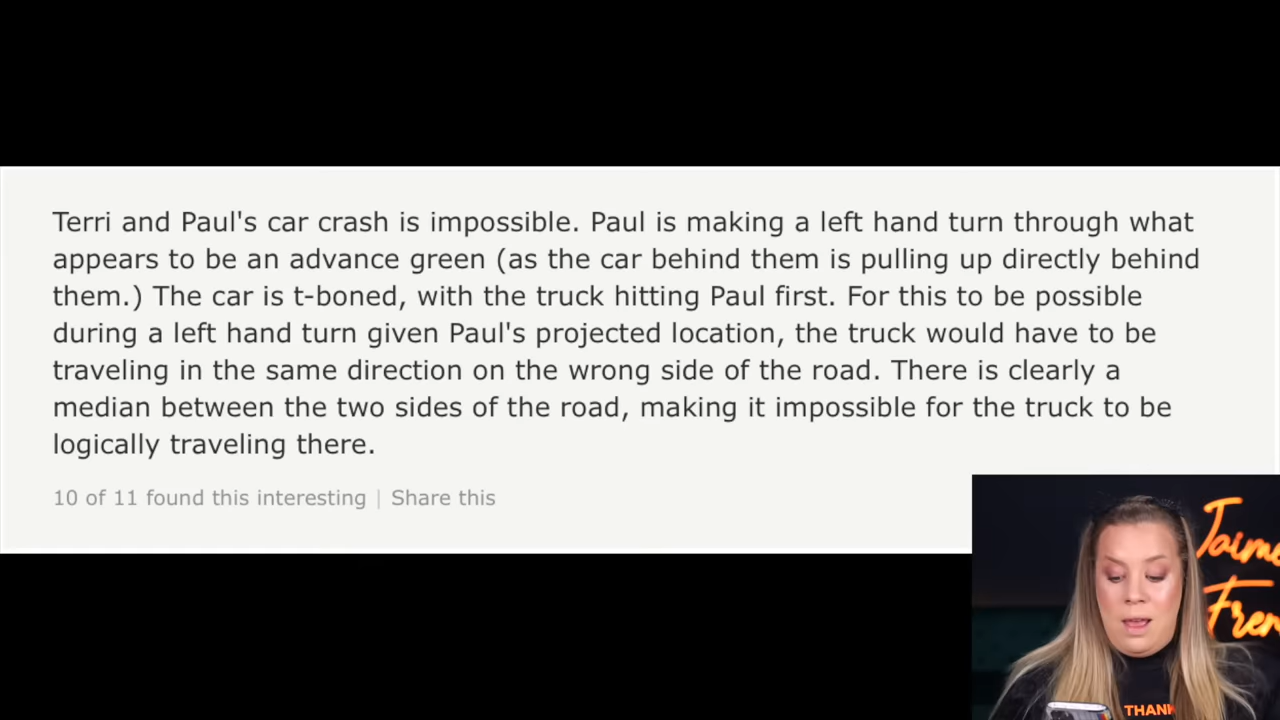 Terri and Paul's car crash is impossible. Paul is making a left hand turn through what
appears to be an advance green (as the car behind them is pulling up directly behind
them.) The car is t-boned, with the truck hitting Paul first. For this to be possible
during a left hand turn given Paul's projected location, the truck would have to be
traveling in the same direction on the wrong side of the road. There is clearly a
median between the two sides of the road, making it impossible for the truck to be
logically traveling there.
10 of 11 found this interesting | Share this
Jaime
Fren
THANK